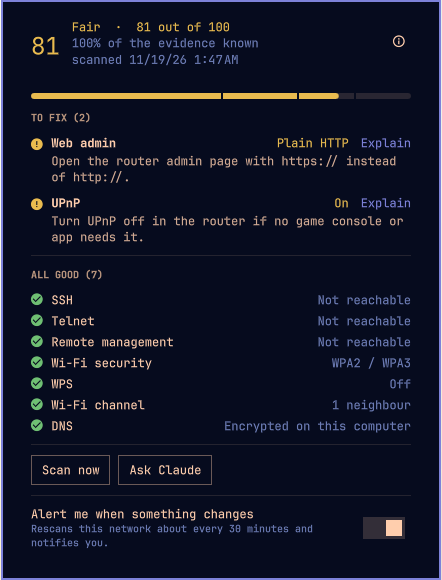 81
Fair · 81 out of 100
100% of the evidence known
scanned 11/19/26 1:47AM
TO FIX (2)
Web admin Plain HTTP Explain
Open the router admin page with https:// instead
of http://.
UPnP On Explain
Turn UPnP off in the router if no game console or
app needs it.
ALL GOOD (7)
SSH Not reachable
Telnet Not reachable
Remote management Not reachable
Wi-Fi security WPA2 / WPA3
WPS Off
Wi-Fi channel 1 neighbour
DNS Encrypted on this computer
Scan now Ask Claude
Alert me when something changes
Rescans this network about every 30 minutes and
notifies you.